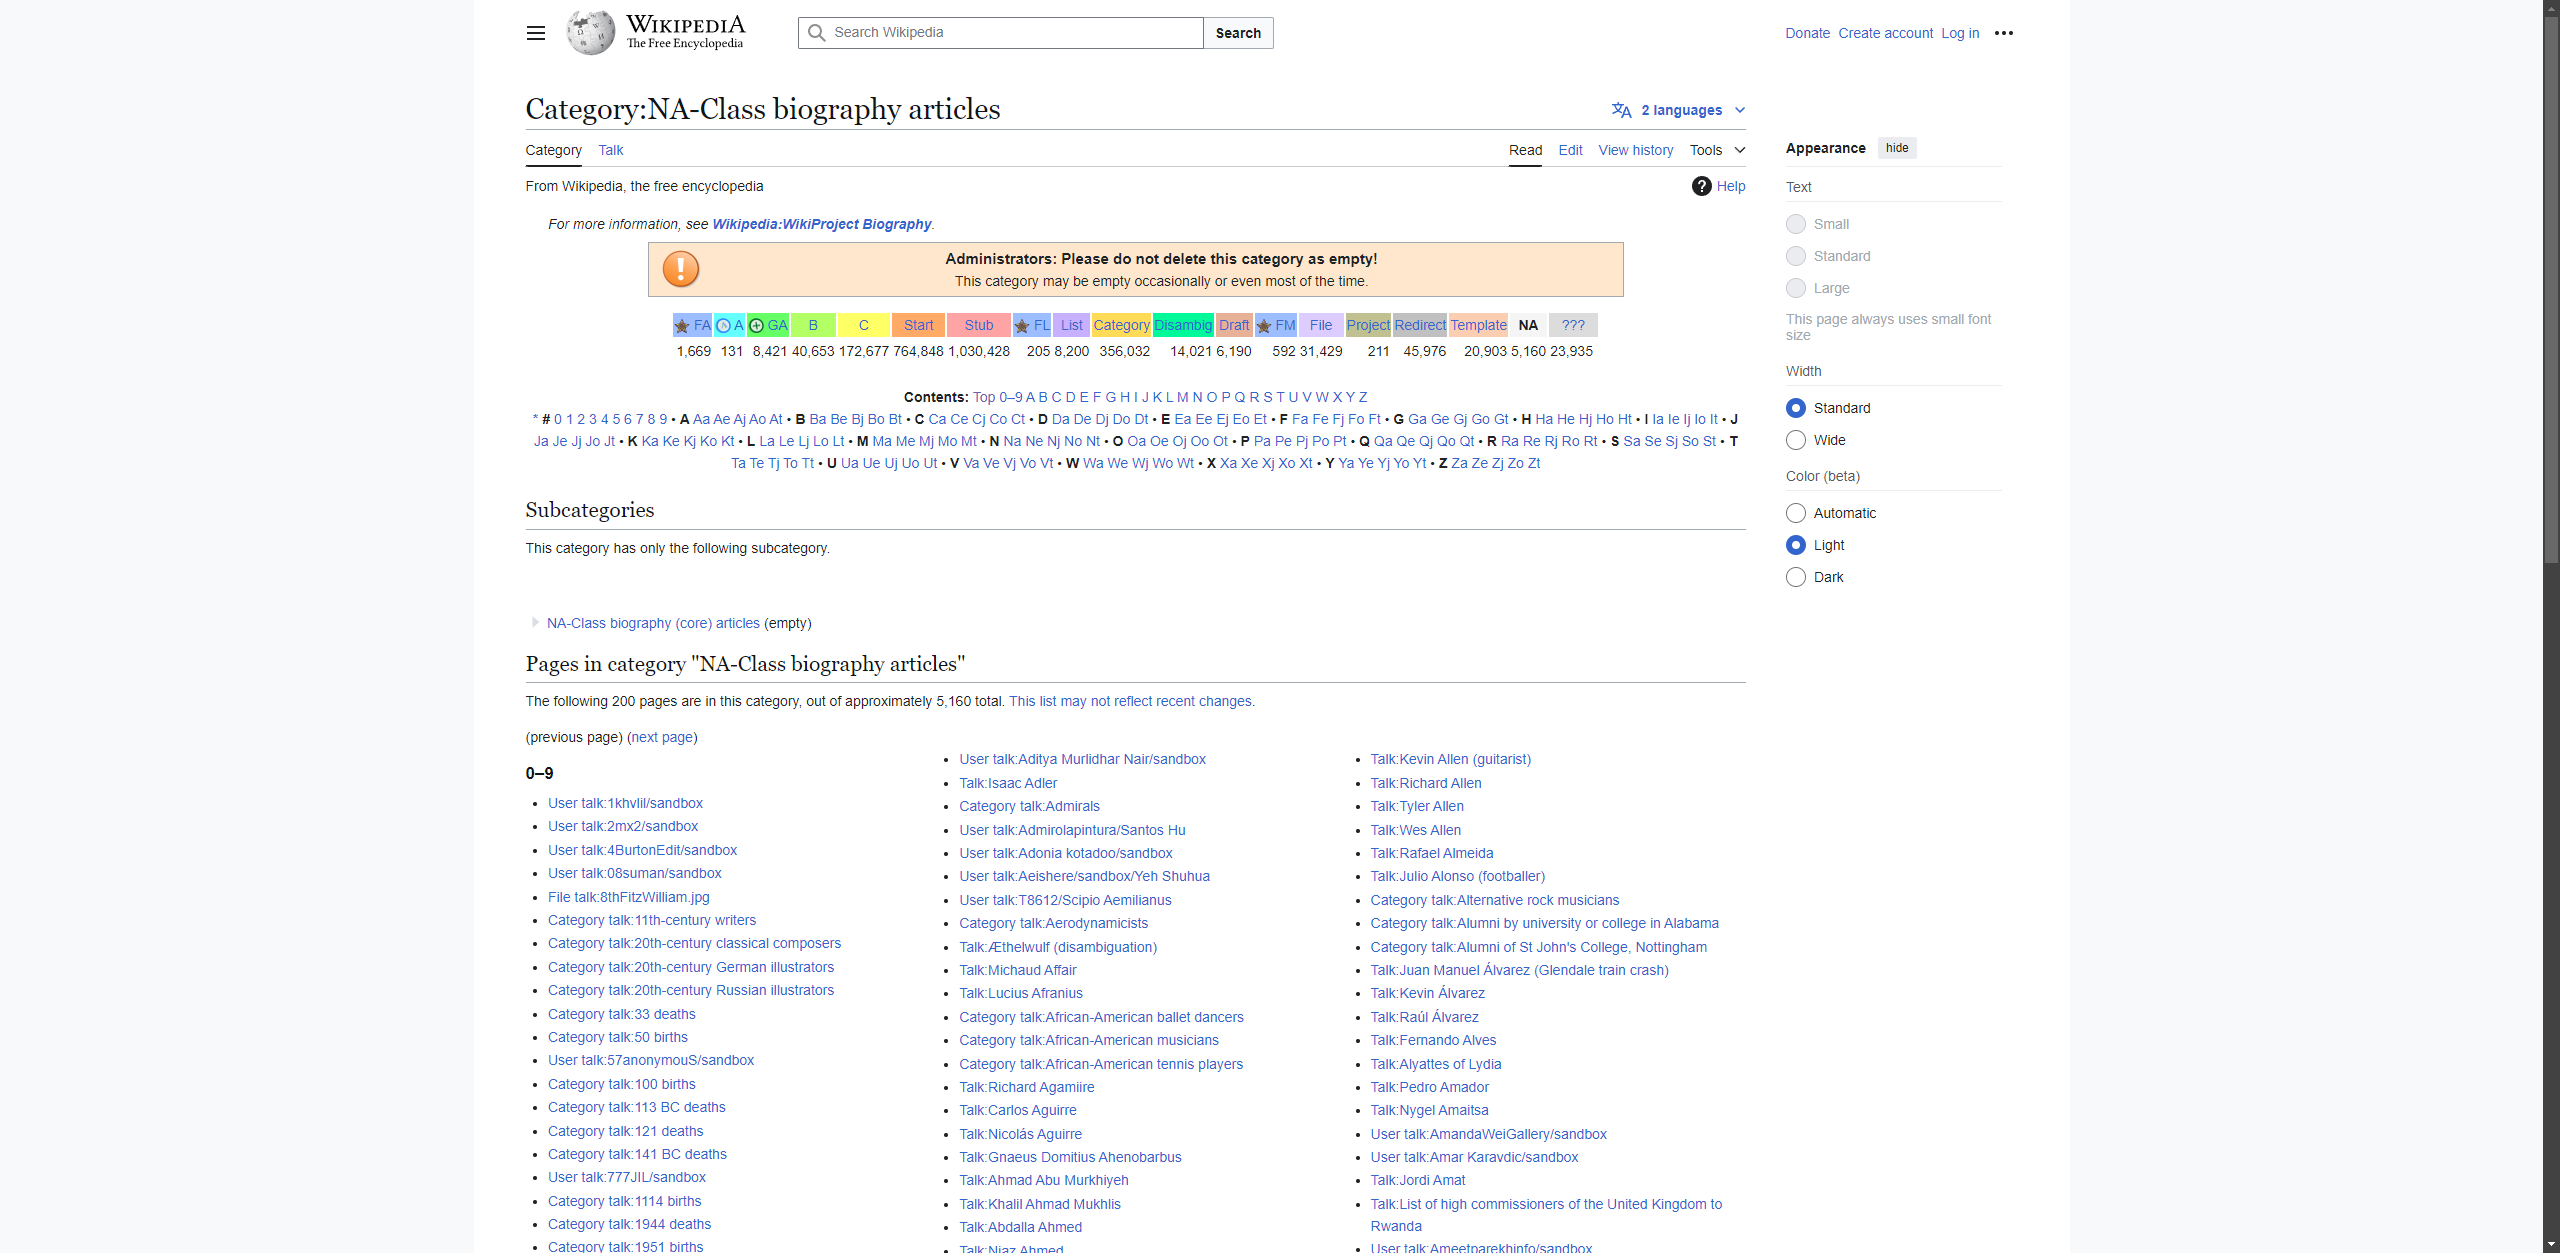 WIKIPEDIA
The Free Encyclopedia
Search Wikipedia
Search
Donate Create account Log in
Category:NA-Class biography articles
2 languages
Category Talk
Read Edit View history Tools
From Wikipedia, the free encyclopedia
Help
For more information, see Wikipedia:WikiProject Biography.
Administrators: Please do not delete this category as empty!
This category may be empty occasionally or even most of the time.
FA A GA B C Start Stub FL List Category Disambig Draft FM File Project Redirect Template NA ???
1,669 131 8,421 40,653 172,677 764,848 1,030,428 205 8,200 356,032 14,021 6,190 592 31,429 211 45,976 20,903 5,160 23,935
Contents: Top 0–9 A B C D E F G H I J K L M N O P Q R S T U V W X Y Z
* # 0 1 2 3 4 5 6 7 8 9 • A Aa Ae Aj Ao At • B Ba Be Bj Bo Bt • C Ca Ce Cj Co Ct • D Da De Dj Do Dt • E Ea Ee Ej Eo Et • F Fa Fe Fj Fo Ft • G Ga Ge Gj Go Gt • H Ha He Hj Ho Ht • I Ia Ie Ij Io It • J
Ja Je Jj Jo Jt • K Ka Ke Kj Ko Kt • L La Le Lj Lo Lt • M Ma Me Mj Mo Mt • N Na Ne Nj No Nt • O Oa Oe Oj Oo Ot • P Pa Pe Pj Po Pt • Q Qa Qe Qj Qo Qt • R Ra Re Rj Ro Rt • S Sa Se Sj So St • T
Ta Te Tj To Tt • U Ua Ue Uj Uo Ut • V Va Ve Vj Vo Vt • W Wa We Wj Wo Wt • X Xa Xe Xj Xo Xt • Y Ya Ye Yj Yo Yt • Z Za Ze Zj Zo Zt
Subcategories
This category has only the following subcategory.
NA-Class biography (core) articles (empty)
Pages in category "NA-Class biography articles"
The following 200 pages are in this category, out of approximately 5,160 total. This list may not reflect recent changes.
(previous page) (next page)
0–9
User talk:1khvlil/sandbox
User talk:2mx2/sandbox
User talk:4BurtonEdit/sandbox
User talk:08suman/sandbox
File talk:8thFitzWilliam.jpg
Category talk:11th-century writers
Category talk:20th-century classical composers
Category talk:20th-century German illustrators
Category talk:20th-century Russian illustrators
Category talk:33 deaths
Category talk:50 births
User talk:57anonymouS/sandbox
Category talk:100 births
Category talk:113 BC deaths
Category talk:121 deaths
Category talk:141 BC deaths
User talk:777JIL/sandbox
Category talk:1114 births
Category talk:1944 deaths
Category talk:1951 births
User talk:Aditya Murlidhar Nair/sandbox
Talk:Isaac Adler
Category talk:Admirals
User talk:Admirolapintura/Santos Hu
User talk:Adonia kotadoo/sandbox
User talk:Aeishere/sandbox/Yeh Shuhua
User talk:T8612/Scipio Aemilianus
Category talk:Aerodynamicists
Talk:Æthelwulf (disambiguation)
Talk:Michaud Affair
Talk:Lucius Afranius
Category talk:African-American ballet dancers
Category talk:African-American musicians
Category talk:African-American tennis players
Talk:Richard Agamiire
Talk:Carlos Aguirre
Talk:Nicolás Aguirre
Talk:Gnaeus Domitius Ahenobarbus
Talk:Ahmad Abu Murkhiyeh
Talk:Khalil Ahmad Mukhlis
Talk:Abdalla Ahmed
Talk:Niaz Ahmed
Talk:Kevin Allen (guitarist)
Talk:Richard Allen
Talk:Tyler Allen
Talk:Wes Allen
Talk:Rafael Almeida
Talk:Julio Alonso (footballer)
Category talk:Alternative rock musicians
Category talk:Alumni by university or college in Alabama
Category talk:Alumni of St John's College, Nottingham
Talk:Juan Manuel Álvarez (Glendale train crash)
Talk:Kevin Álvarez
Talk:Raúl Álvarez
Talk:Fernando Alves
Talk:Alyattes of Lydia
Talk:Pedro Amador
Talk:Nygel Amaitsa
User talk:AmandaWeiGallery/sandbox
User talk:Amar Karavdic/sandbox
Talk:Jordi Amat
Talk:List of high commissioners of the United Kingdom to
Rwanda
User talk:Ameetparekhinfo/sandbox
Appearance hide
Text
Small
Standard
Large
This page always uses small font
size
Width
Standard
Wide
Color (beta)
Automatic
Light
Dark